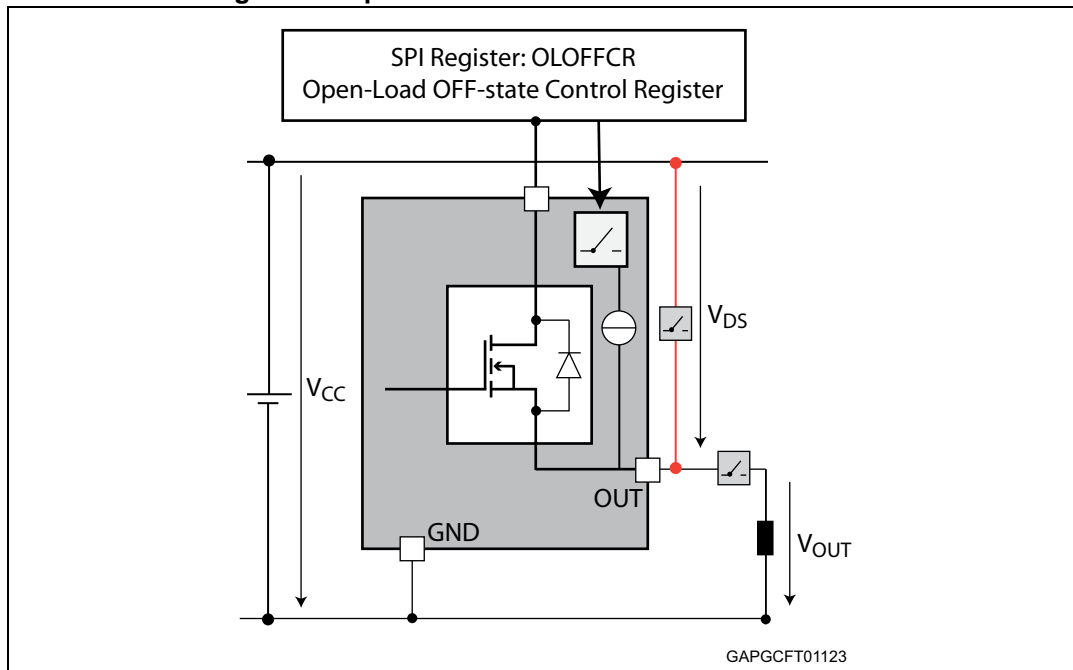 SPI Register: OLOFFCR
Open-Load OFF-state Control Register
VDS
VCC
OUT
GND
VOUT
GAPGCFT01123